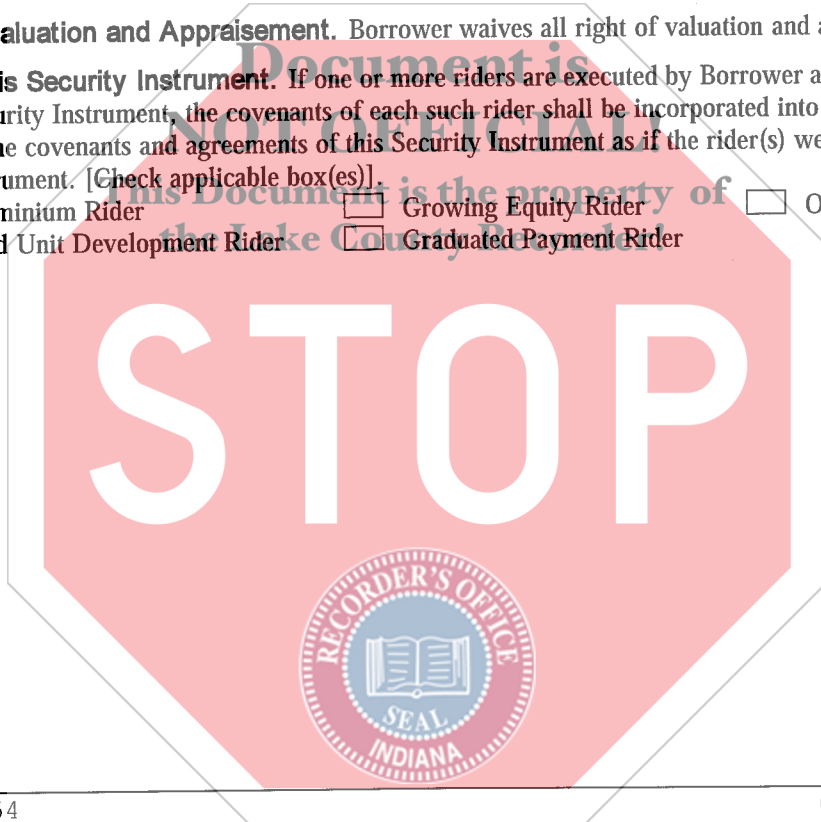 aluation and Appraisement. Borrower waives all right of valuation and a
Document is
is Security Instrument. If one or more riders are executed by Borrower a
urity Instrument, the covenants of each such rider shall be incorporated into
NOT OFFICIAL!
e covenants and agreements of this Security Instrument as if the rider(s) we
rument. [Check applicable box(es)].
This Document is the property of
minium Rider Growing Equity Rider O
the Lake County Recorder!
d Unit Development Rider Graduated Payment Rider
STOP
RECORDER'S OFFICE
SEAL
INDIANA
54